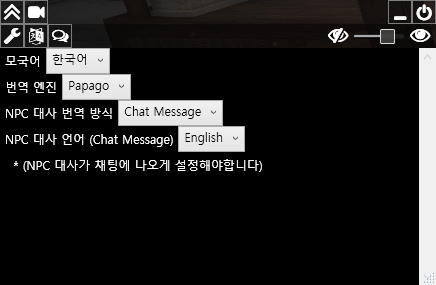 모국어 한국어
번역 엔진 Papago
NPC 대사 번역 방식 Chat Message
NPC 대사 언어 (Chat Message) English
* (NPC 대사가 채팅에 나오게 설정해야합니다)